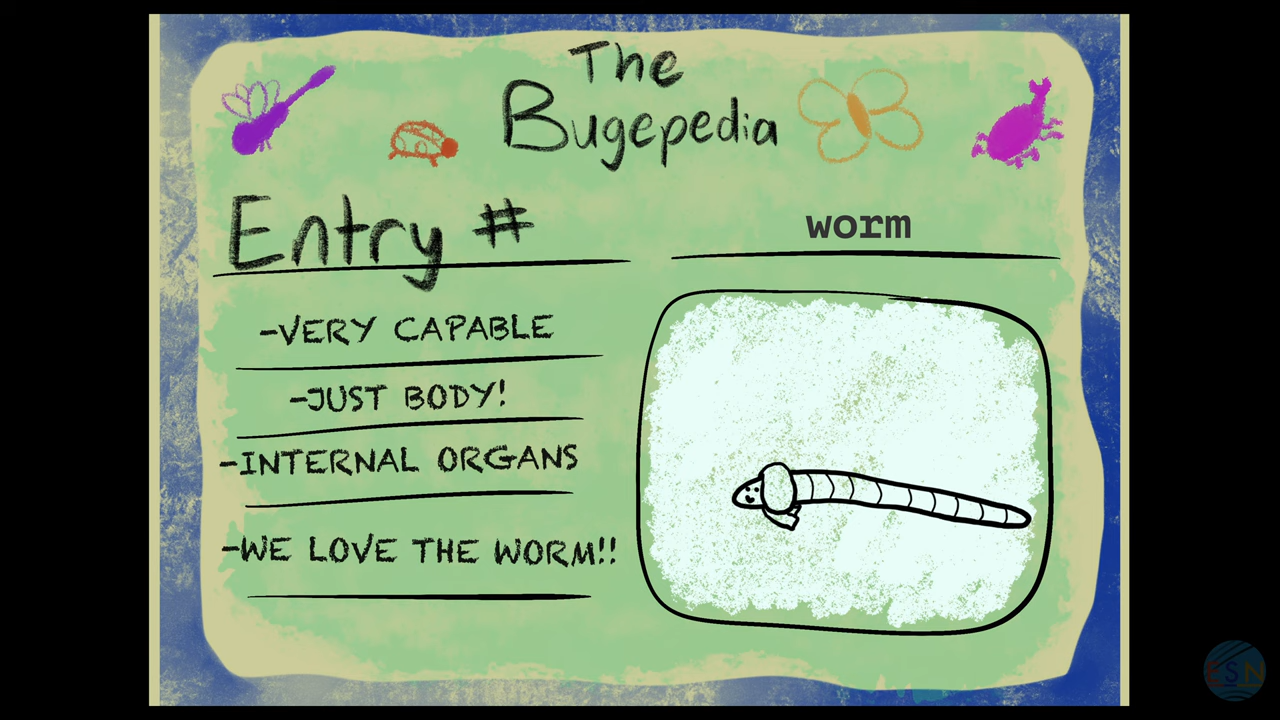 The
Bugepedia
Entry #
worm
-VERY CAPABLE
-JUST BODY!
-INTERNAL ORGANS
-WE LOVE THE WORM!!